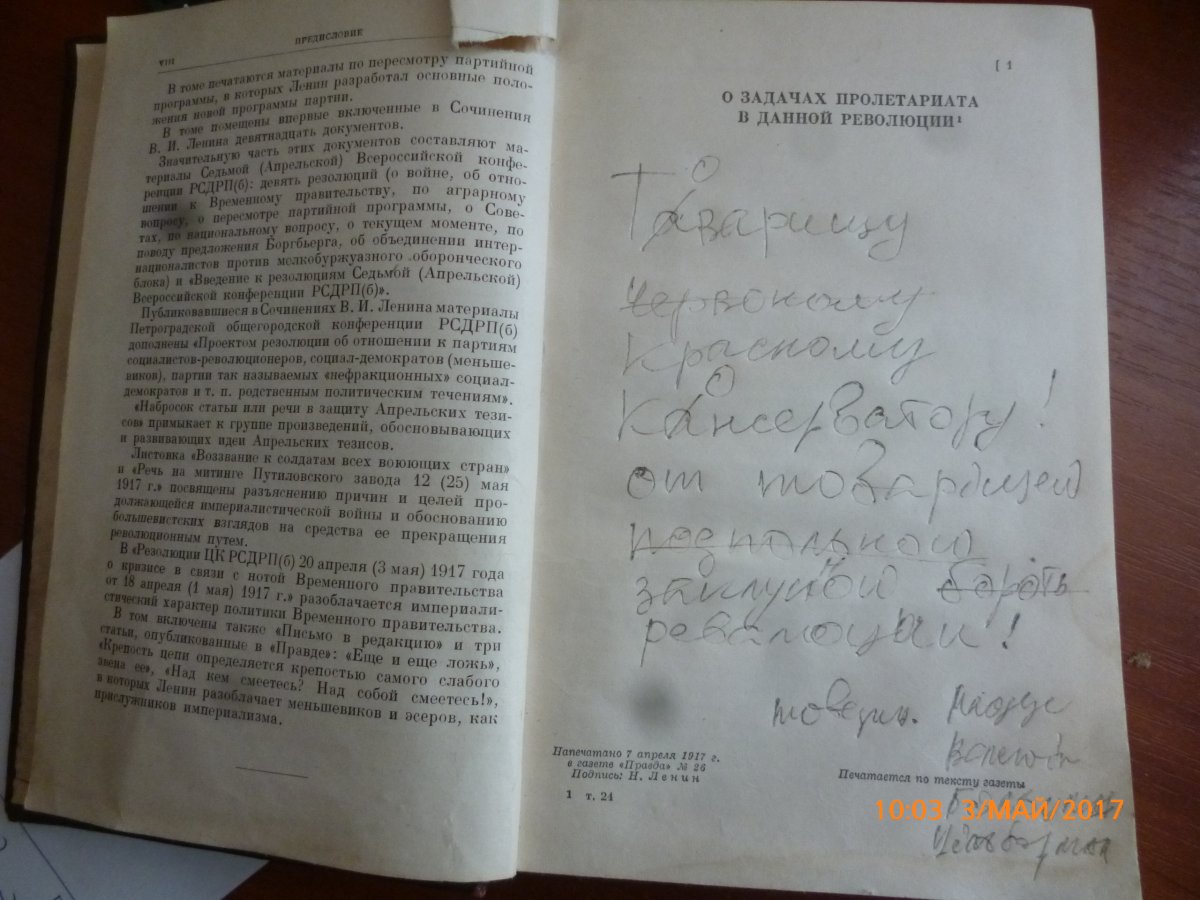 VIII
ПРЕДИСЛОВИЕ
В томе печатаются материалы по пересмотру партийной
программы, в которых Ленин разработал основные поло-
жения новой программы партии.
В томе помещены впервые включенные в Сочинения
В. И. Ленина девятнадцать документов.
Значительную часть этих документов составляют ма-
териалы Седьмой (Апрельской) Всероссийской конфе-
ренции РСДРП(б): девять резолюций (о войне, об отно-
шении к Временному правительству, по аграрному
вопросу, о пересмотре партийной программы, о Сове-
тах, по национальному вопросу, о текущем моменте, по
поводу предложения Боргбьерга, об объединении интер-
националистов против мелкобуржуазного оборонческого
блока) и «Введение к резолюциям Седьмой (Апрельской)
Всероссийской конференции РСДРП(б)».
Публиковавшиеся в Сочинениях В. И. Ленина материалы
Петроградской общегородской конференции РСДРП(б)
дополнены «Проектом резолюции об отношении к партиям
социалистов-революционеров, социал-демократов (меньше-
виков), партии так называемых «нефракционных» социал-
демократов и т. п. родственным политическим течениям».
«Набросок статьи или речи в защиту Апрельских тези-
сов» примыкает к группе произведений, обосновывающих
и развивающих идеи Апрельских тезисов.
Листовка «Воззвание к солдатам всех воюющих стран»
и «Речь на митинге Путиловского завода 12 (25) мая
1917 г.» посвящены разъяснению причин и целей про-
должающейся империалистической войны и обоснованию
большевистских взглядов на средства ее прекращения
революционным путем.
В «Резолюции ЦК РСДРП(б) 20 апреля (3 мая) 1917 года
о кризисе в связи с нотой Временного правительства
от 18 апреля (1 мая) 1917 г.» разоблачается империали-
стический характер политики Временного правительства.
В том включены также «Письмо в редакцию» и три
статьи, опубликованные в «Правде»: «Еще и еще ложь»,
«Крепость цепи определяется крепостью самого слабого
звена ее», «Над кем смеетесь? Над собой смеетесь!»,
в которых Ленин разоблачает меньшевиков и эсеров, как
прислужников империализма.
[ 1
О ЗАДАЧАХ ПРОЛЕТАРИАТА
В ДАННОЙ РЕВОЛЮЦИИ¹
Товарищу
червоному
Красному
Консерватору!
от товарищей
подпольного
революции!
Напечатано 7 апреля 1917 г.
в газете «Правда» № 26
Подпись: Н. Ленин
Печатается по тексту газеты
1 т. 24
10:03 3/МАЙ/2017